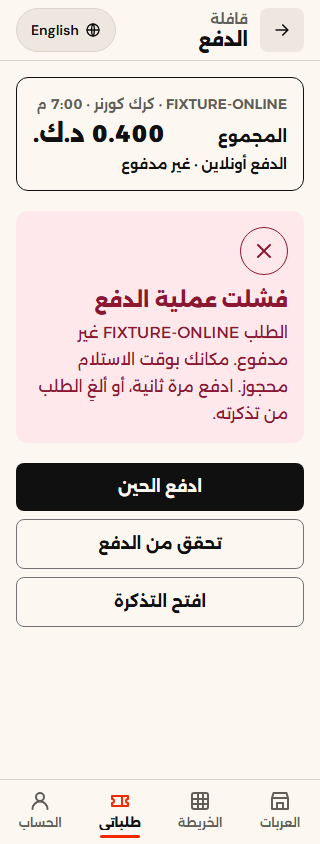 قافلة
الدفع
English
FIXTURE-ONLINE · كرك كورنر · 7:00 م
المجموع 0.400 د.ك.
الدفع أونلاين · غير مدفوع
فشلت عملية الدفع
الطلب FIXTURE-ONLINE غير
مدفوع. مكانك بوقت الاستلام
محجوز. ادفع مرة ثانية، أو ألغِ الطلب
من تذكرته.
ادفع الحين
تحقق من الدفع
افتح التذكرة
العربات
الخريطة
طلباتي
الحساب